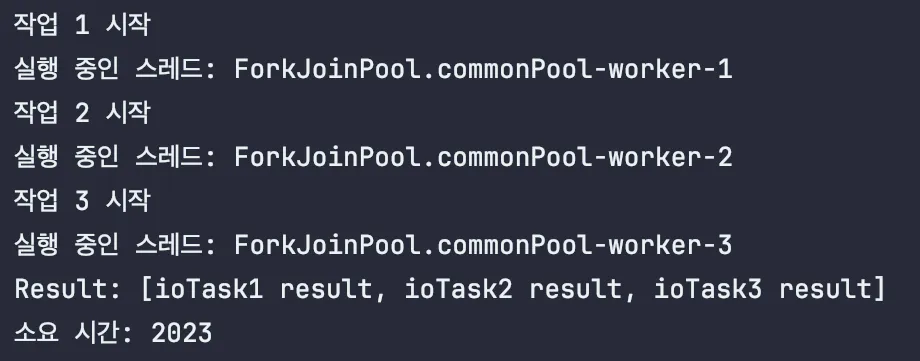 작업 1 시작
실행 중인 스레드: ForkJoinPool.commonPool-worker-1
작업 2 시작
실행 중인 스레드: ForkJoinPool.commonPool-worker-2
작업 3 시작
실행 중인 스레드: ForkJoinPool.commonPool-worker-3
Result: [ioTask1 result, ioTask2 result, ioTask3 result]
소요 시간: 2023